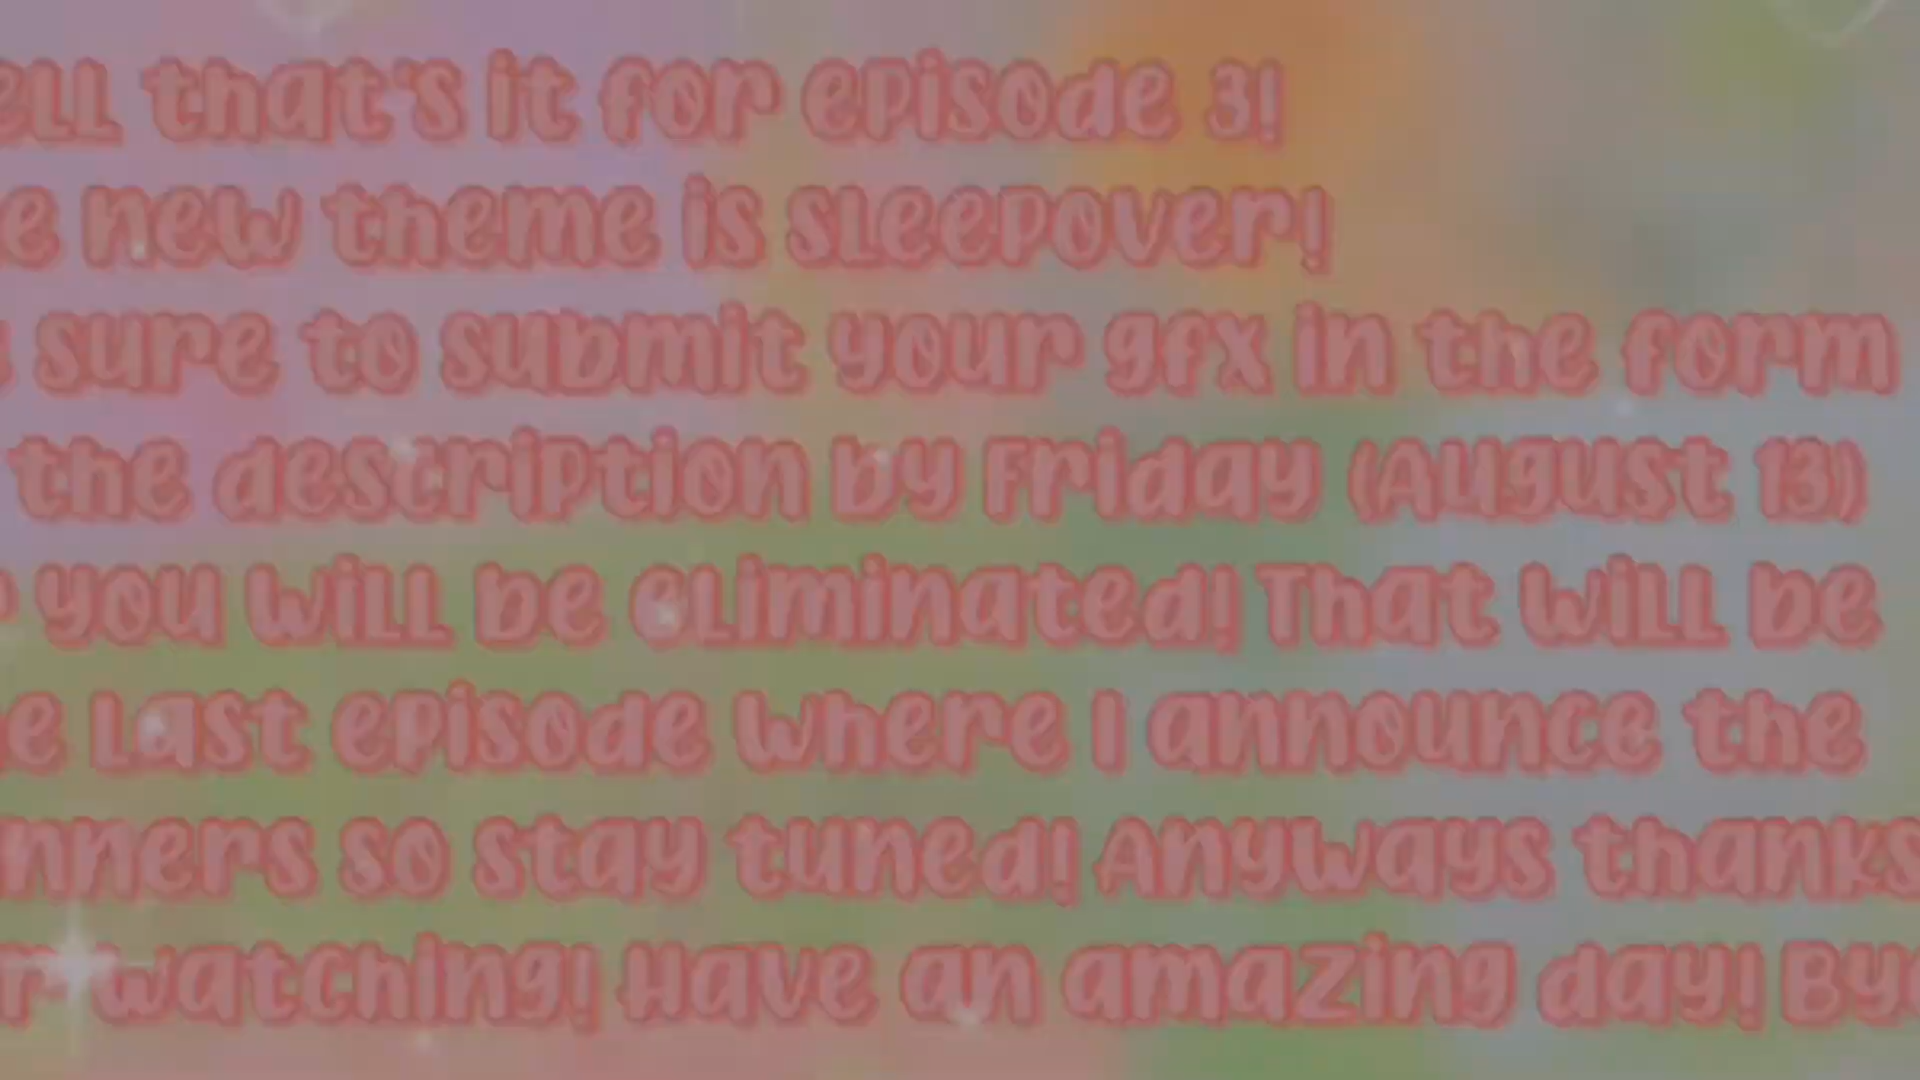 ell that's it for episode 3!
e new theme is sleepover!
sure to submit your gfx in the form
the description by Friday (August 13)
you will be eliminated! That will be
e last episode where I announce the
nners so stay tuned! Anyways thanks
r watching! Have an amazing day! Bye